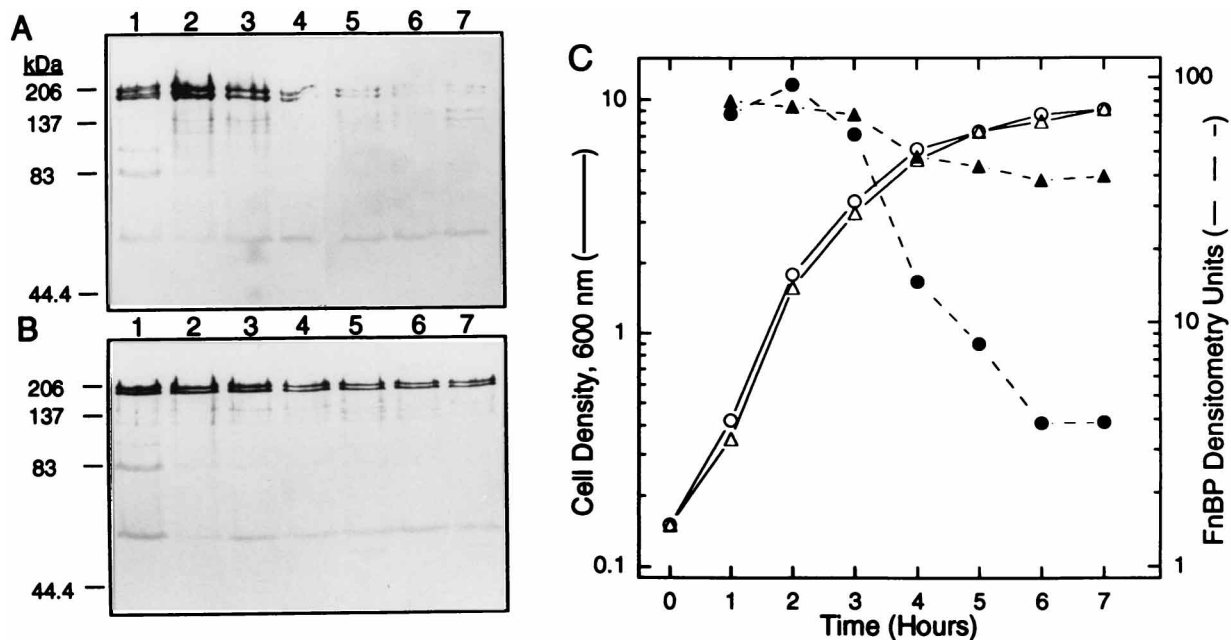 A
1 2 3 4 5 6 7
kDa
206
137
83
44.4
B
1 2 3 4 5 6 7
206
137
83
44.4
C
10
1
0.1
Cell Density, 600 nm (———)
100
10
1
FnBP Densitometry Units (— — -)
0 1 2 3 4 5 6 7
Time (Hours)